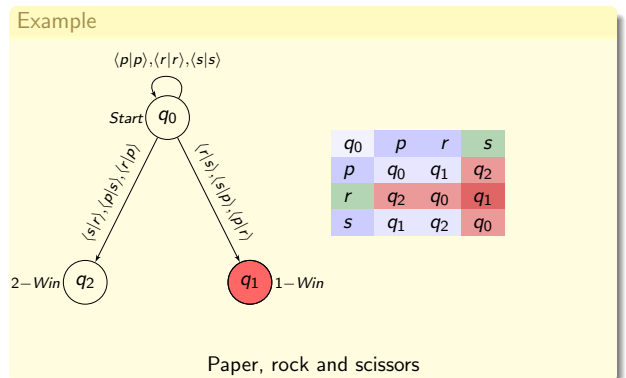 Example
⟨p|p⟩,⟨r|r⟩,⟨s|s⟩
Start q₀
⟨s|r⟩,⟨p|s⟩,⟨r|p⟩
⟨r|s⟩,⟨s|p⟩,⟨p|r⟩
2−Win q₂
q₁ 1−Win
q₀ p r s
p q₀ q₁ q₂
r q₂ q₀ q₁
s q₁ q₂ q₀
Paper, rock and scissors